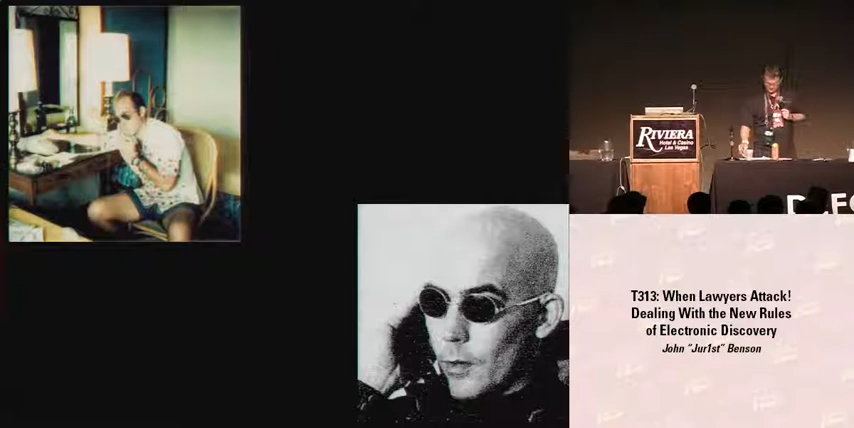 RIVIERA
Hotel & Casino
Las Vegas
T313: When Lawyers Attack!
Dealing With the New Rules
of Electronic Discovery
John "Jur1st" Benson